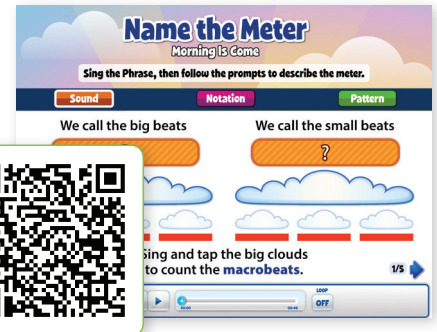 Name the Meter
Morning Is Come
Sing the Phrase, then follow the prompts to describe the meter.
Sound
Notation
Pattern
We call the big beats
We call the small beats
?
Sing and tap the big clouds
to count the macrobeats.
1/5
LOOP
00:00
OFF